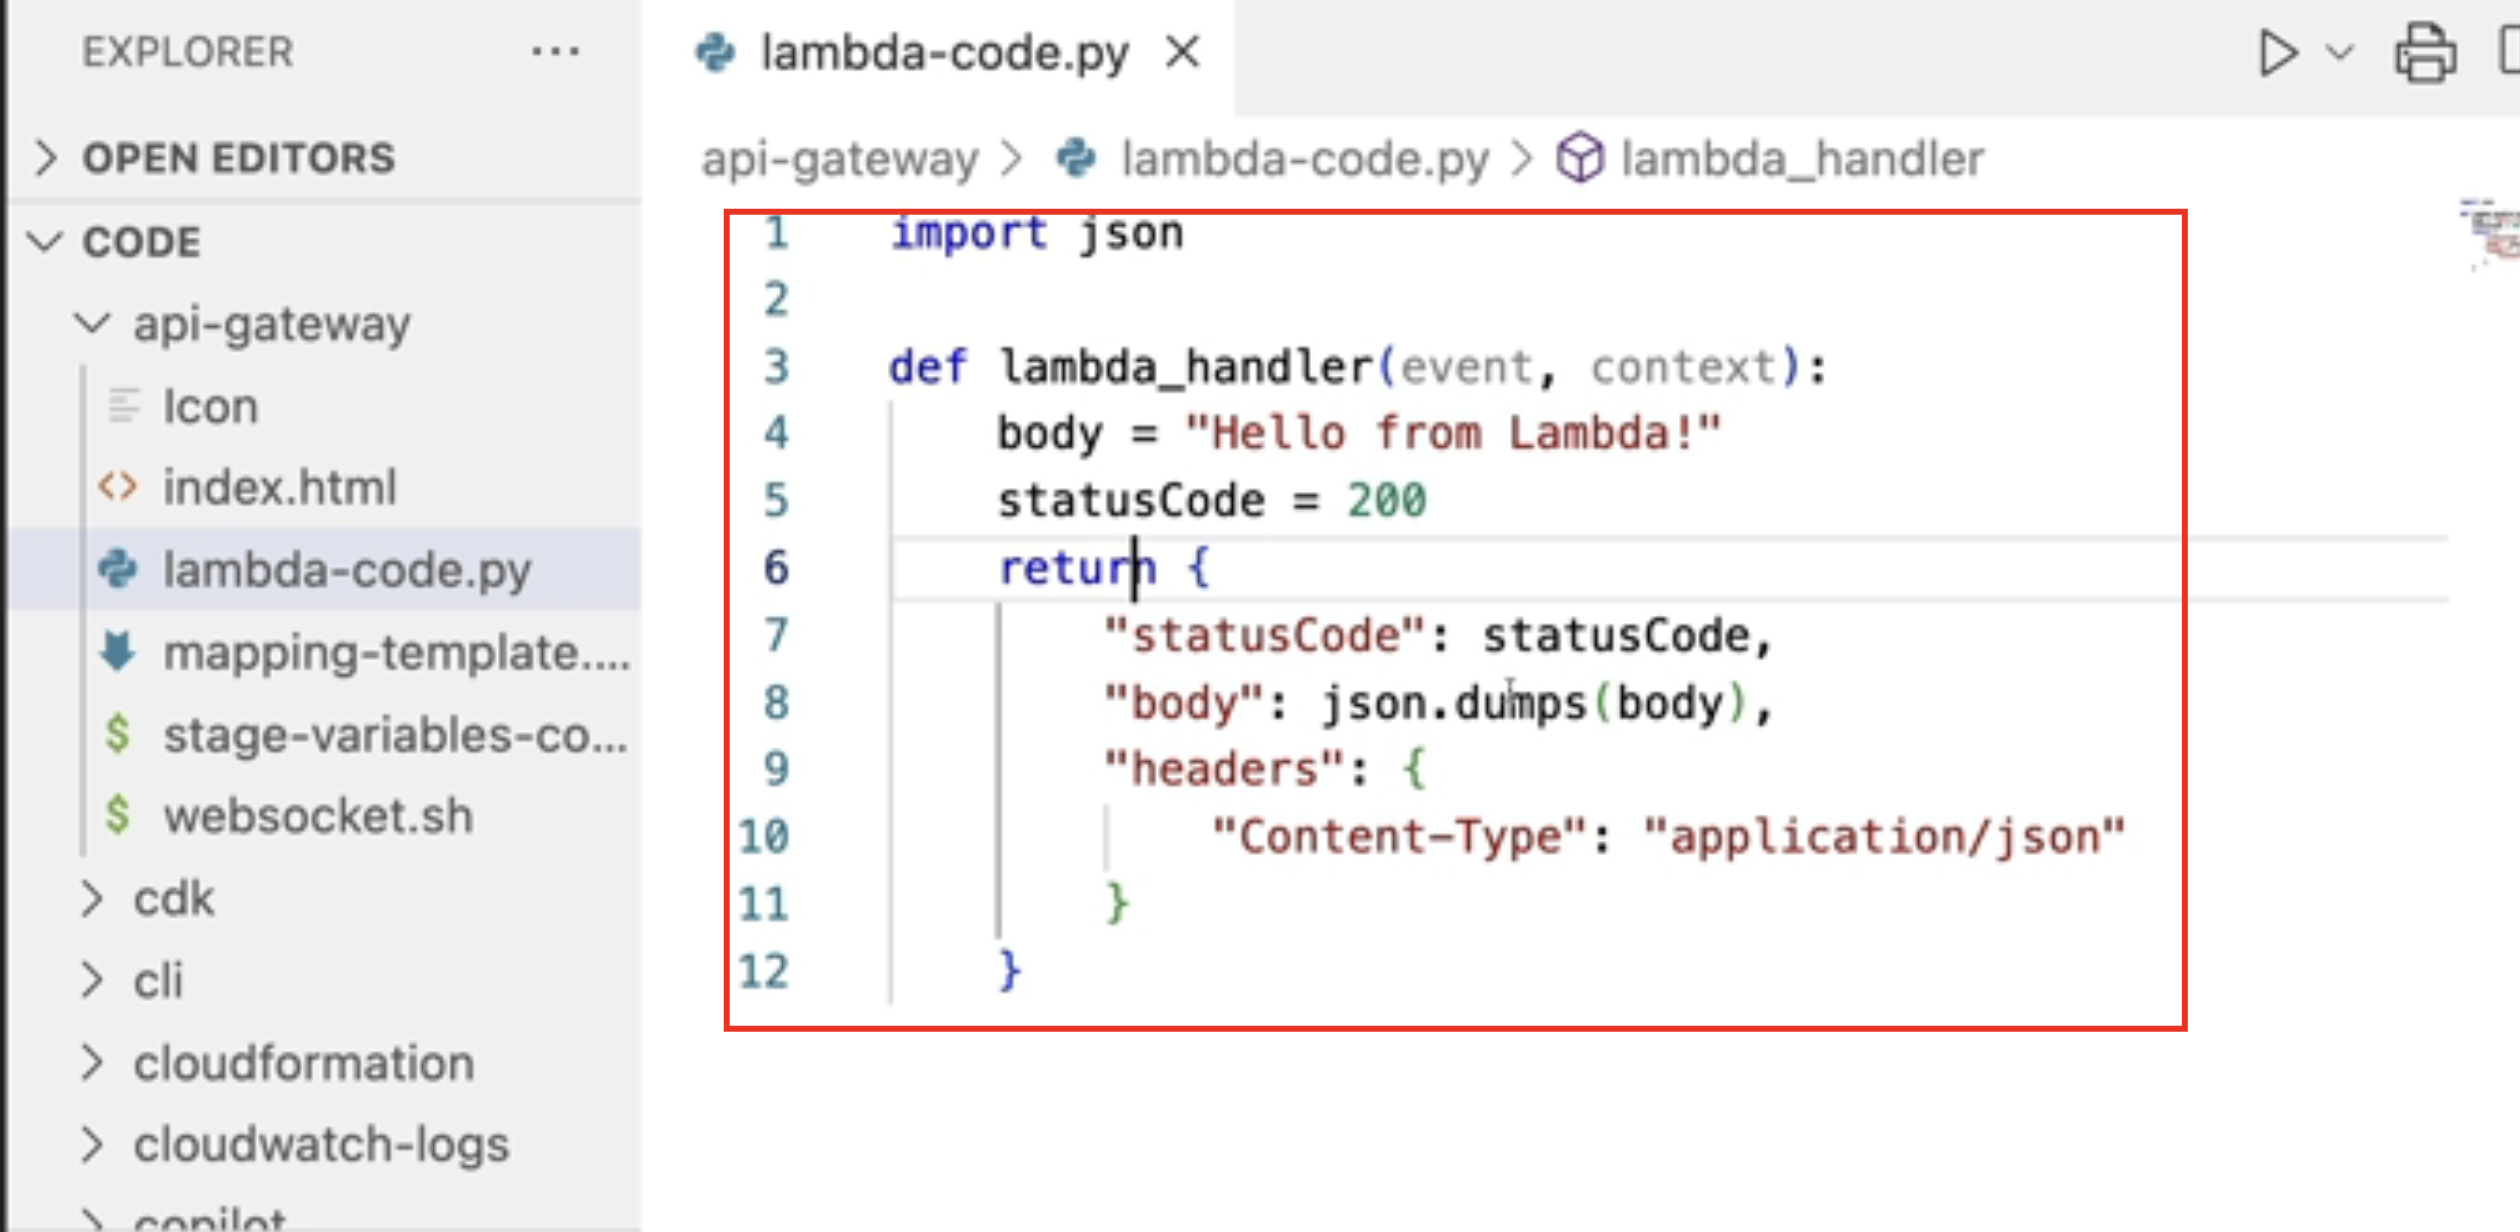 EXPLORER ...
OPEN EDITORS
CODE
api-gateway
Icon
index.html
lambda-code.py
mapping-template....
stage-variables-co...
websocket.sh
cdk
cli
cloudformation
cloudwatch-logs
copilot
lambda-code.py
api-gateway > lambda-code.py > lambda_handler
1 import json
2
3 def lambda_handler(event, context):
4     body = "Hello from Lambda!"
5     statusCode = 200
6     return {
7         "statusCode": statusCode,
8         "body": json.dumps(body),
9         "headers": {
10             "Content-Type": "application/json"
11         }
12     }